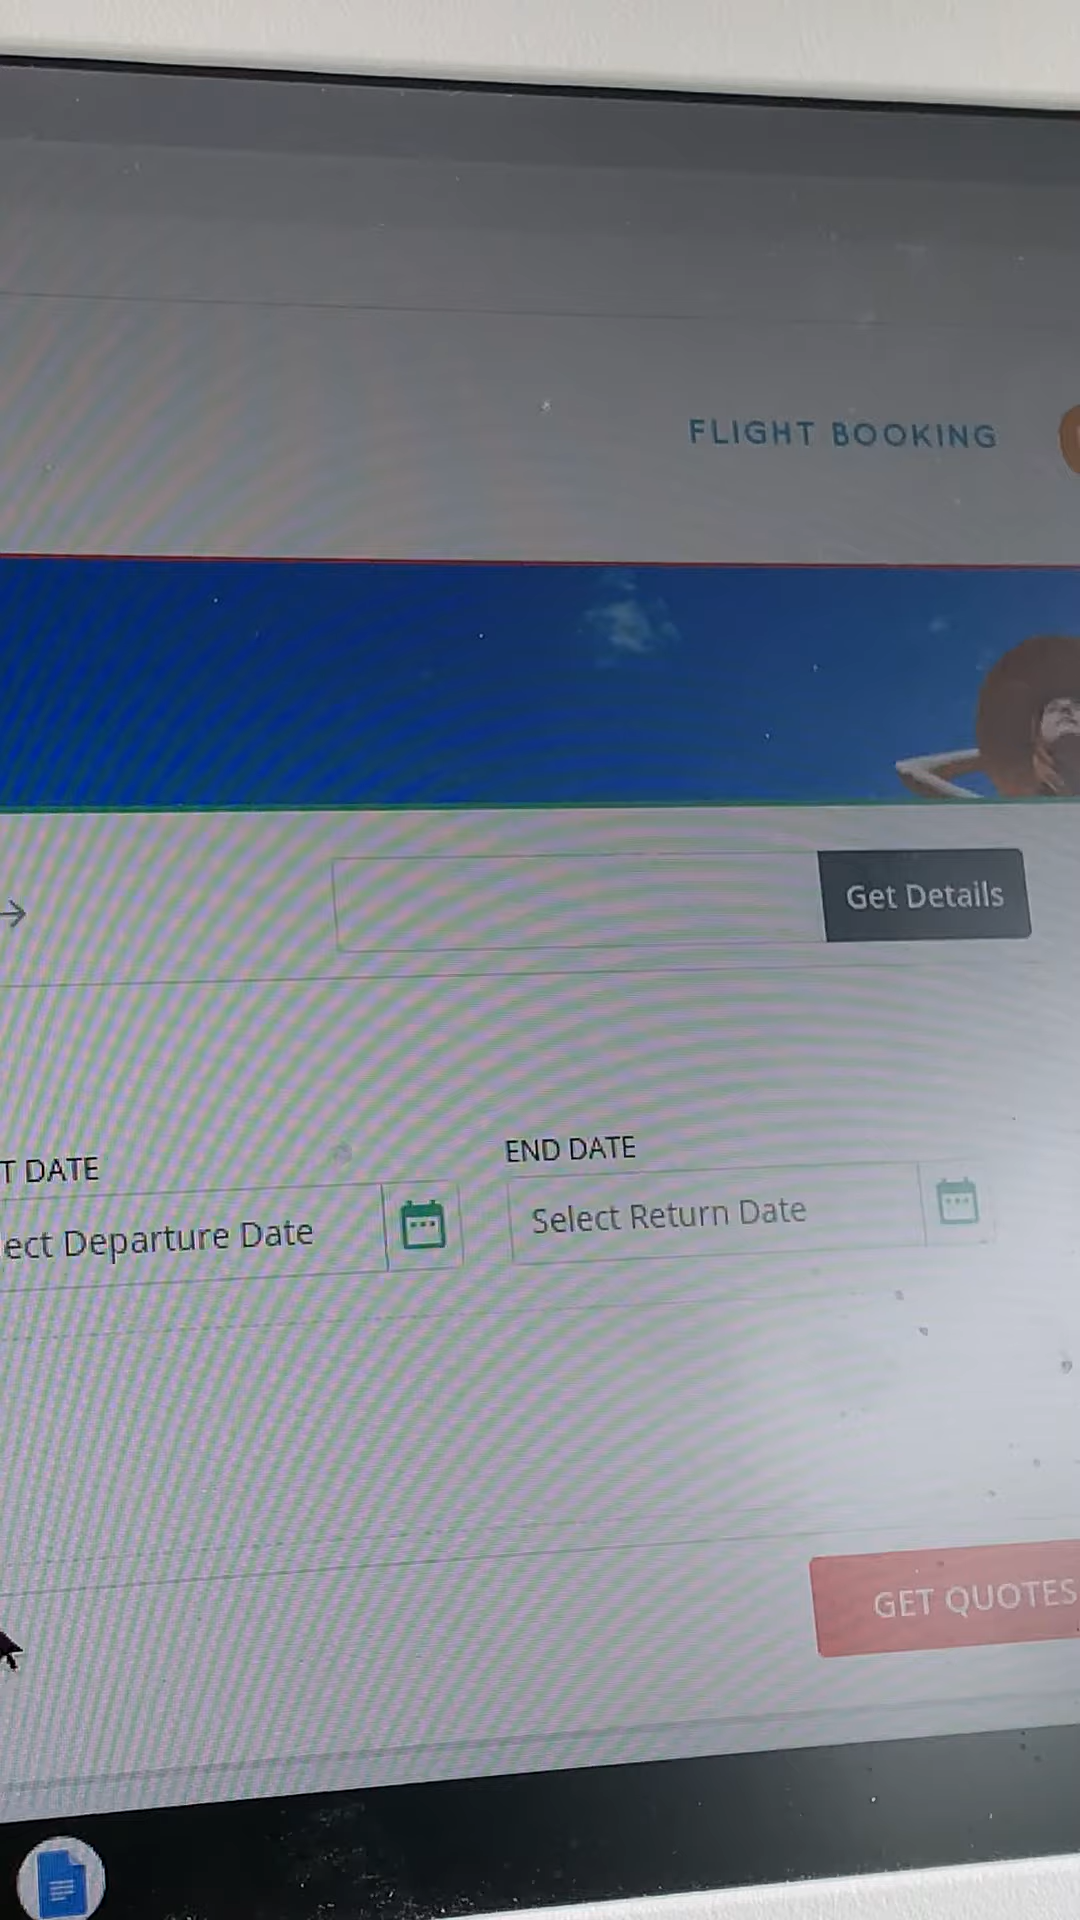 FLIGHT BOOKING
Get Details
T DATE
END DATE
ect Departure Date
Select Return Date
GET QUOTES